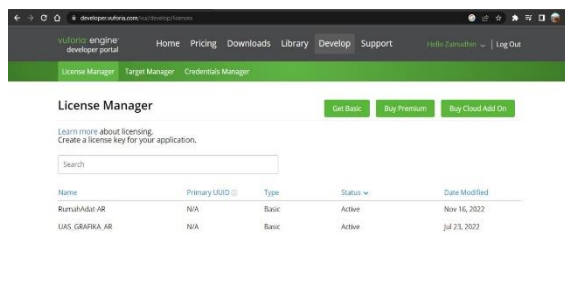 developer.vuforia.com/vui/develop/licenses
vuforia engine
developer portal
Home Pricing Downloads Library Develop Support
Hello Zainudhin Log Out
License Manager Target Manager Credentials Manager
License Manager
Get Basic Buy Premium Buy Cloud Add On
Learn more about licensing.
Create a license key for your application.
Search
Name Primary UUID Type Status Date Modified
RumahAdat-AR N/A Basic Active Nov 16, 2022
UAS_GRAFIKA_AR N/A Basic Active Jul 23, 2022